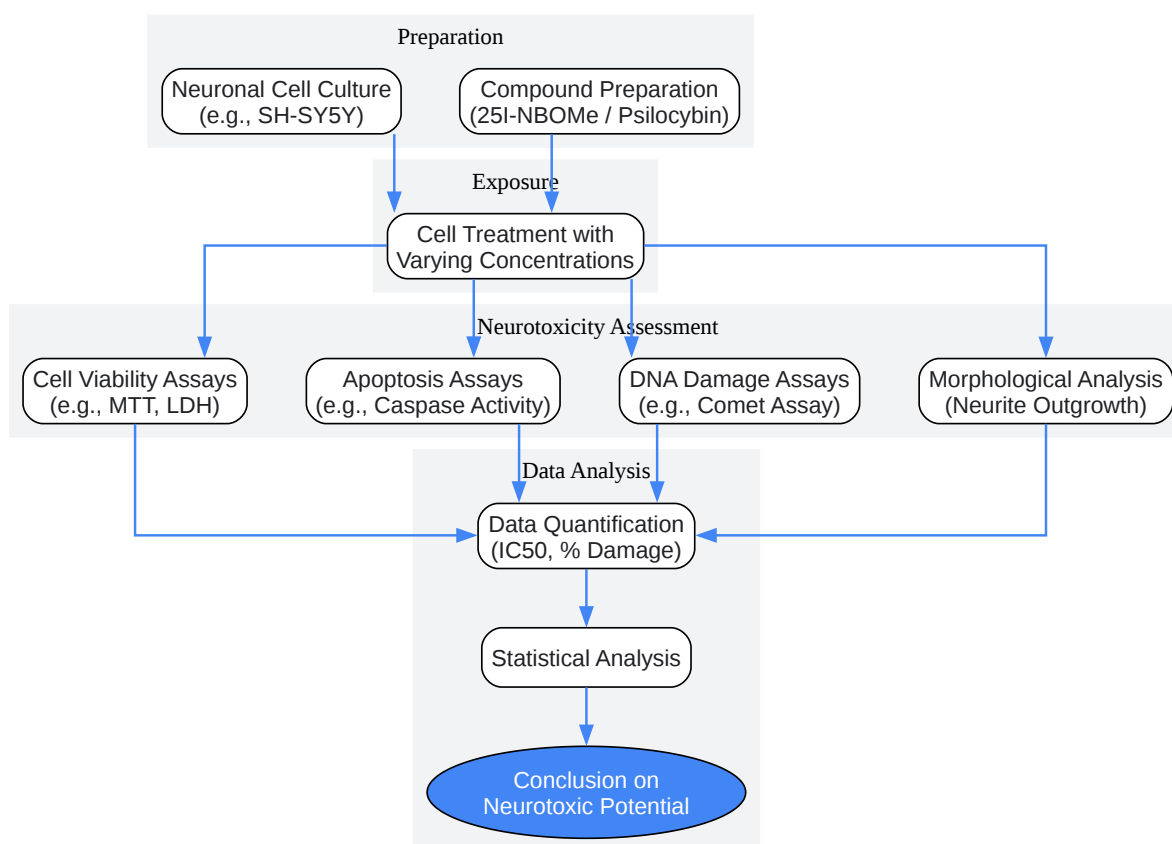 Preparation
Neuronal Cell Culture
(e.g., SH-SY5Y)
Compound Preparation
(25I-NBOMe / Psilocybin)
Exposure
Cell Treatment with
Varying Concentrations
Neurotoxicity Assessment
Cell Viability Assays
(e.g., MTT, LDH)
Apoptosis Assays
(e.g., Caspase Activity)
DNA Damage Assays
(e.g., Comet Assay)
Morphological Analysis
(Neurite Outgrowth)
Data Analysis
Data Quantification
(IC50, % Damage)
Statistical Analysis
Conclusion on
Neurotoxic Potential